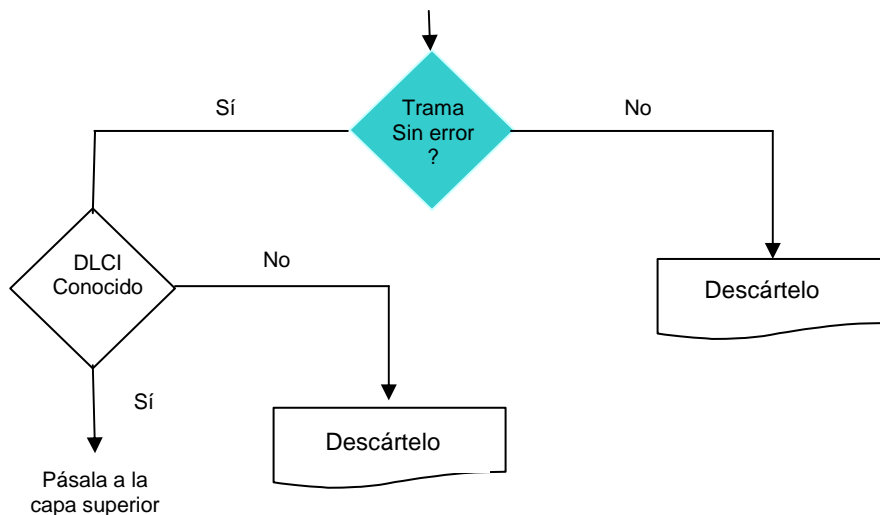 Trama
Sin error
?
Sí
No
DLCI
Conocido
No
Descártelo
Sí
Descártelo
Pásala a la
capa superior